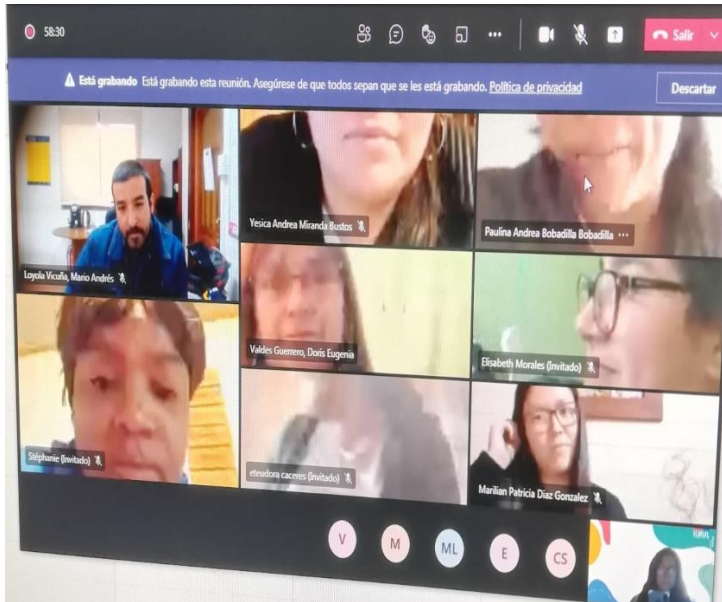 58:30
Salir
Está grabando Está grabando esta reunión. Asegúrese de que todos sepan que se les está grabando. Política de privacidad
Descartar
Loyola Vicuña, Mario Andrés
Yesica Andrea Miranda Bustos
Paulina Andrea Bobadilla Bobadilla ...
Stéphanie (Invitado)
Valdes Guerrero, Doris Eugenia
Elisabeth Morales (Invitado)
eteudora caceres (Invitado)
Marilian Patricia Diaz Gonzalez
V
M
ML
E
CS